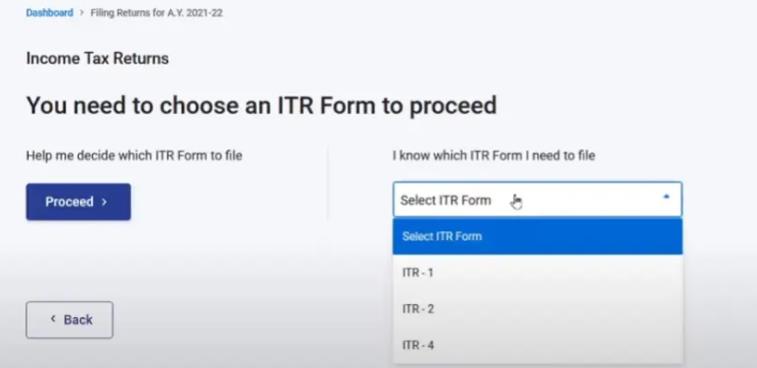 Dashboard > Filing Returns for A.Y. 2021-22
Income Tax Returns
You need to choose an ITR Form to proceed
Help me decide which ITR Form to file
Proceed >
I know which ITR Form I need to file
Select ITR Form
Select ITR Form
ITR - 1
ITR - 2
ITR - 4
< Back